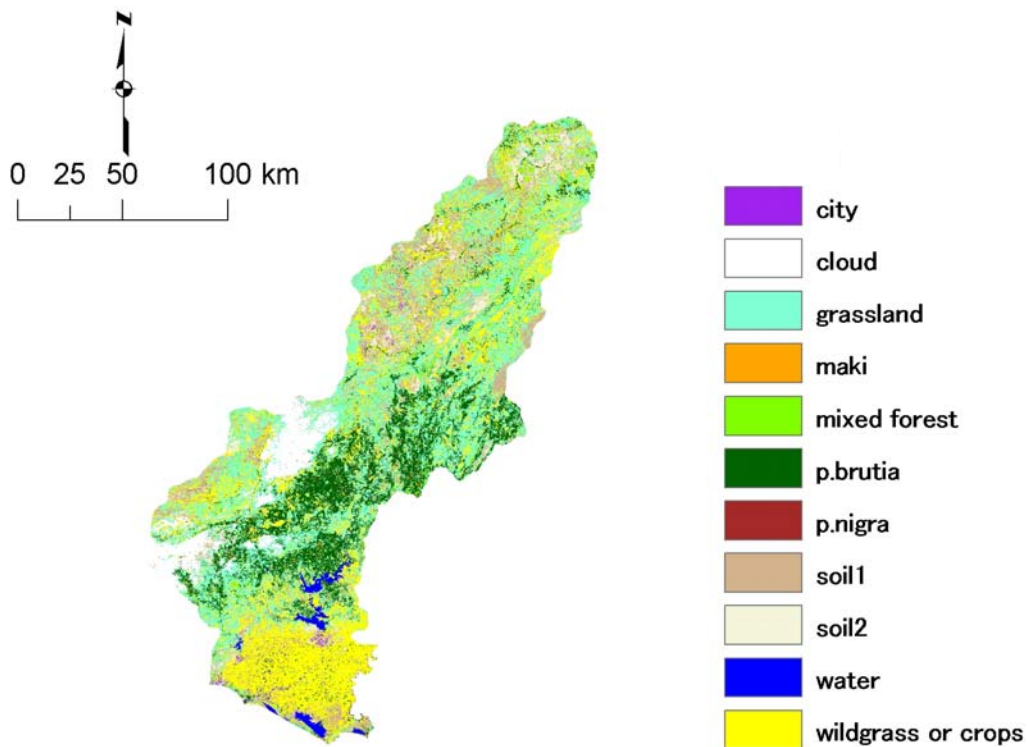 N
0 25 50 100 km
city
cloud
grassland
maki
mixed forest
p.brutia
p.nigra
soil1
soil2
water
wildgrass or crops